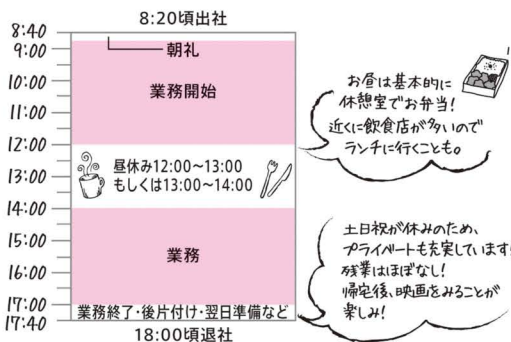 8:20頃出社
8:40
9:00
朝礼
10:00
業務開始
11:00
12:00
昼休み12:00〜13:00
もしくは13:00〜14:00
13:00
14:00
15:00
業務
16:00
17:00
業務終了・後片付け・翌日準備など
17:40
18:00頃退社
お昼は基本的に
休憩室でお弁当!
近くに飲食店が多いので
ランチに行くことも。
土日祝が休みのため、
プライベートも充実しています!
残業はほぼなし!
帰宅後、映画をみることが
楽しみ!